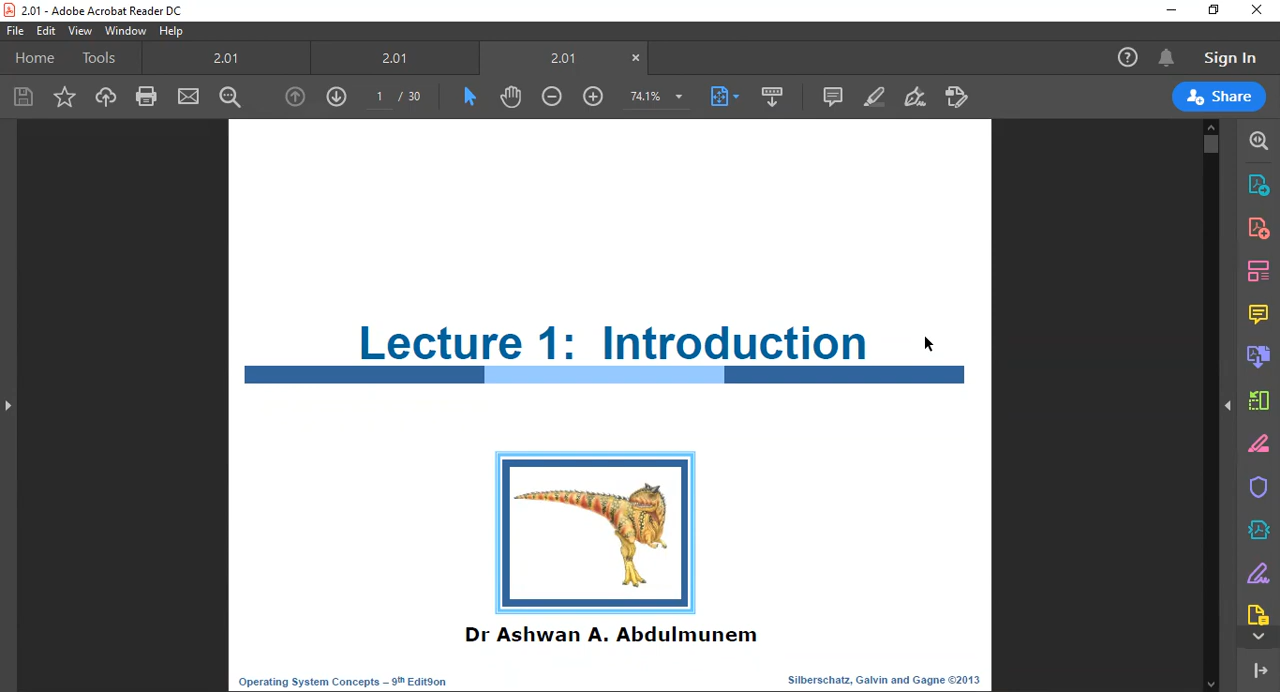 2.01 - Adobe Acrobat Reader DC
File Edit View Window Help
Home Tools 2.01 2.01 2.01 Sign In
1 / 30 74.1% Share
Lecture 1: Introduction
Dr Ashwan A. Abdulmunem
Operating System Concepts – 9th Edit9on
Silberschatz, Galvin and Gagne ©2013